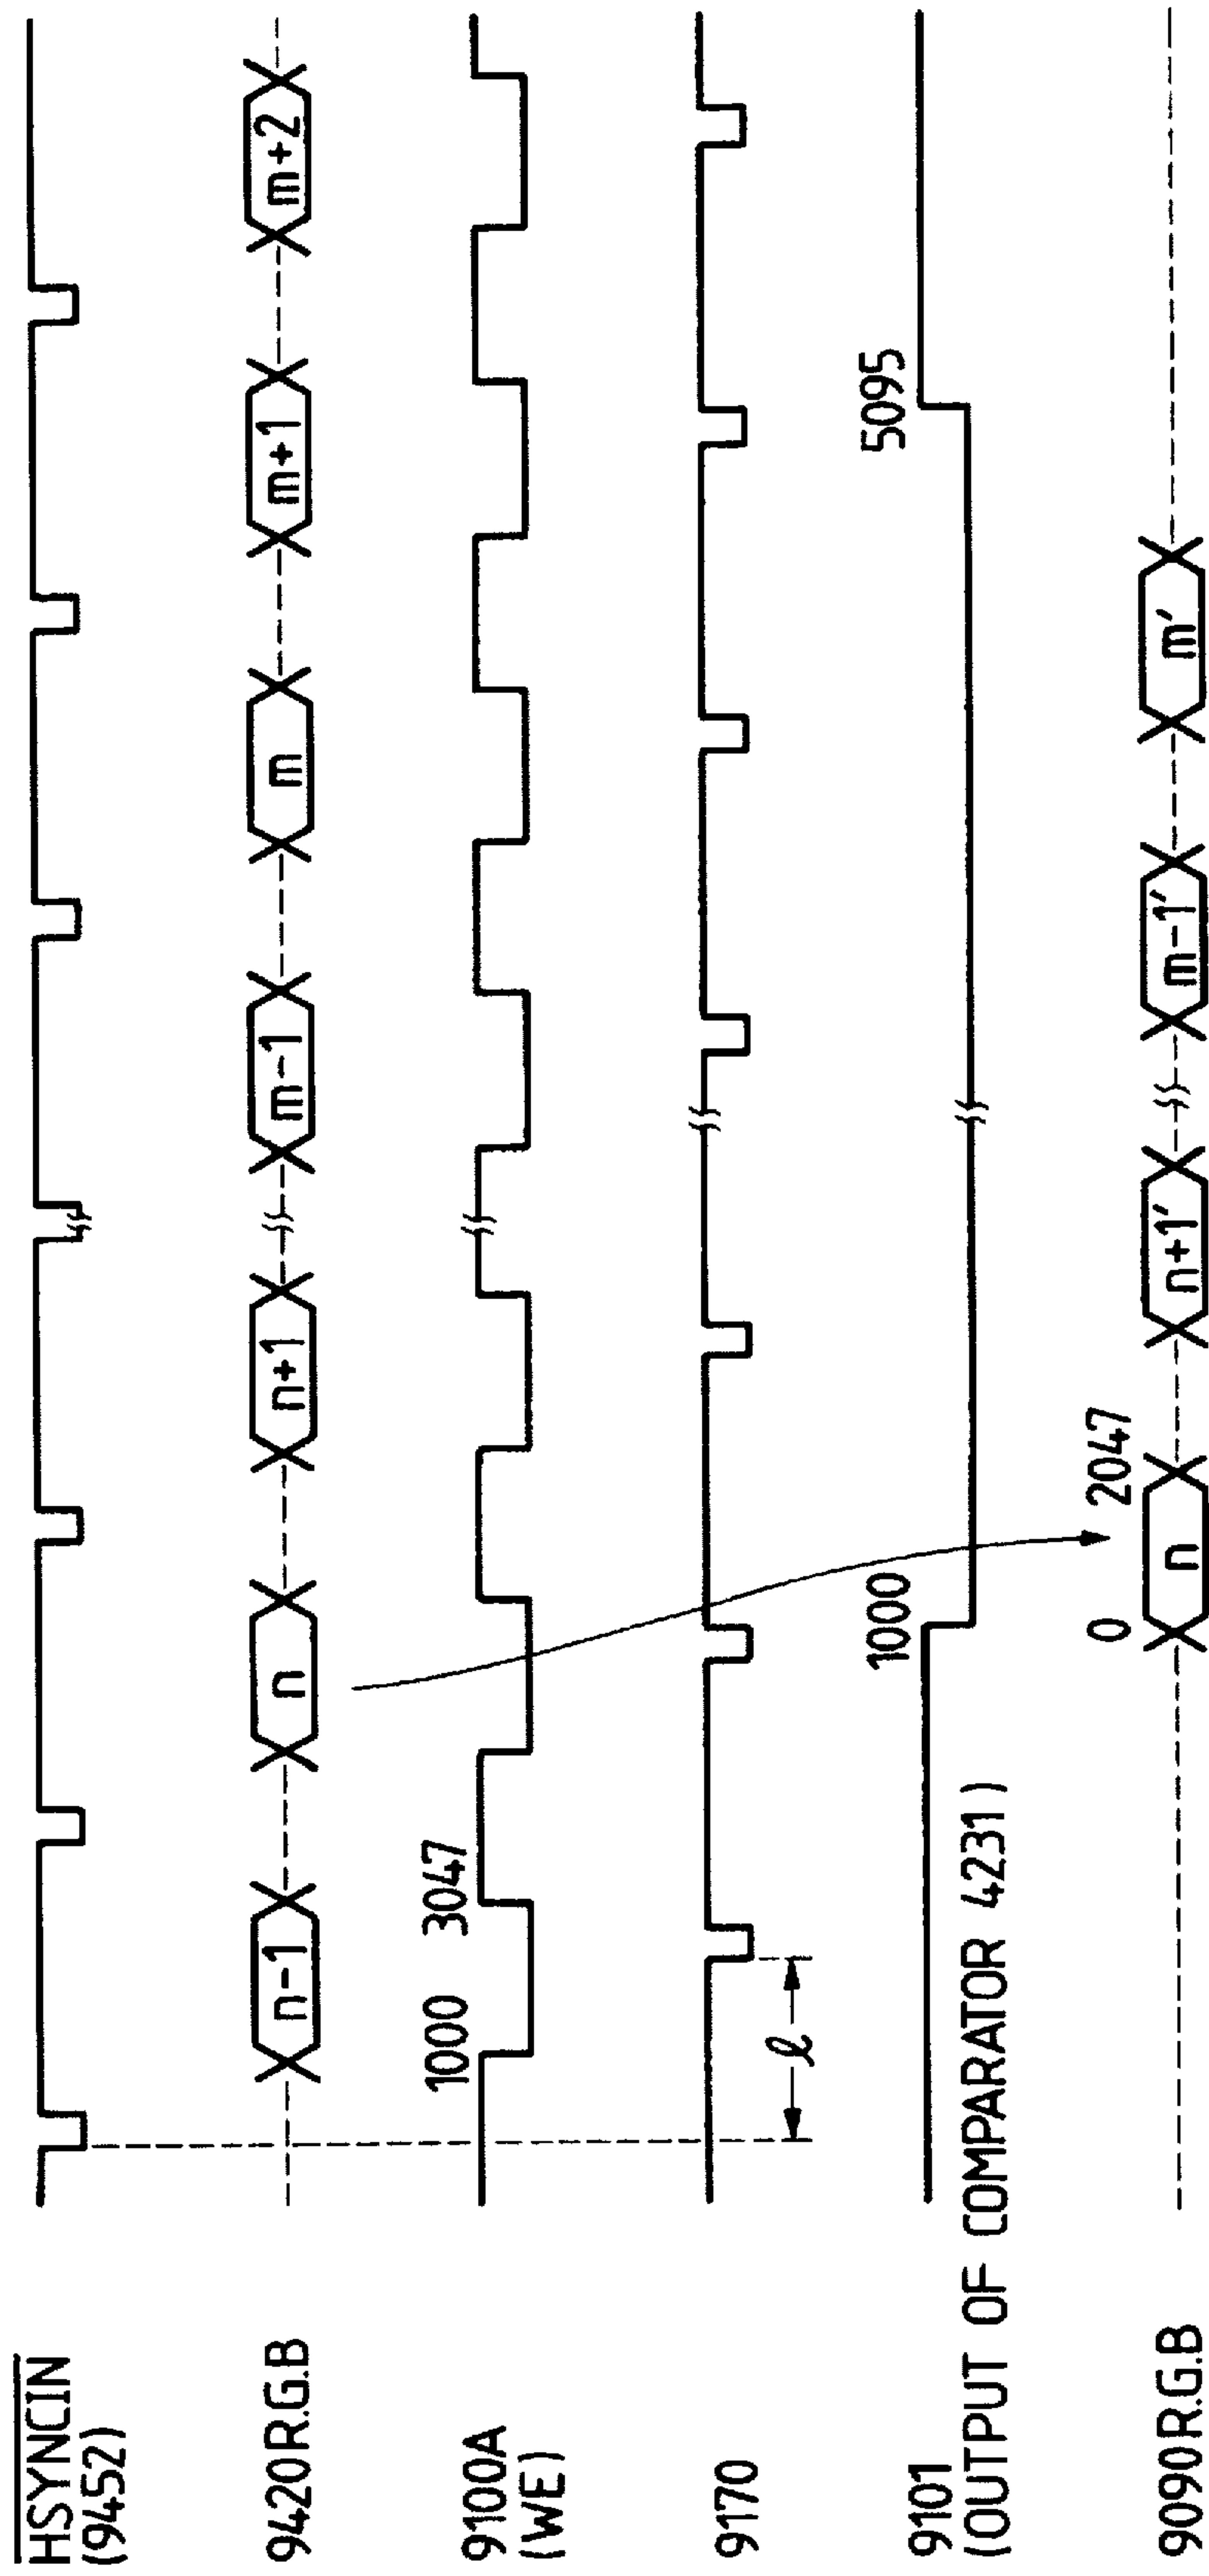 HSYNCIN
(9452)
9420R.G.B
n-1
n
n+1
m-1
m
m+1
m+2
9100A
(WE)
1000
3047
9170
ℓ
9101
(OUTPUT OF COMPARATOR 4231)
1000
5095
9090R.G.B
0
2047
n
n+1′
m-1′
m′